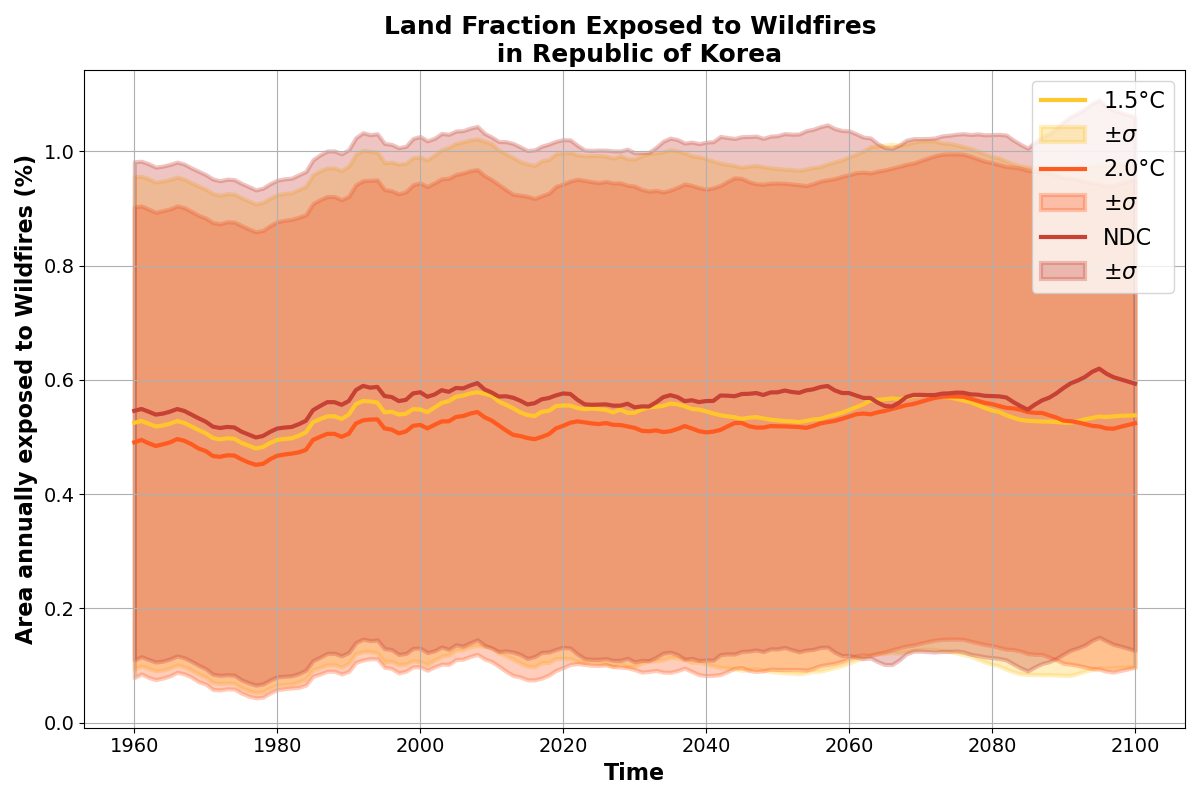 Land Fraction Exposed to Wildfires
in Republic of Korea
Area annually exposed to Wildfires (%)
1.0
0.8
0.6
0.4
0.2
0.0
1.5°C
±σ
2.0°C
±σ
NDC
±σ
1960
1980
2000
2020
2040
2060
2080
2100
Time